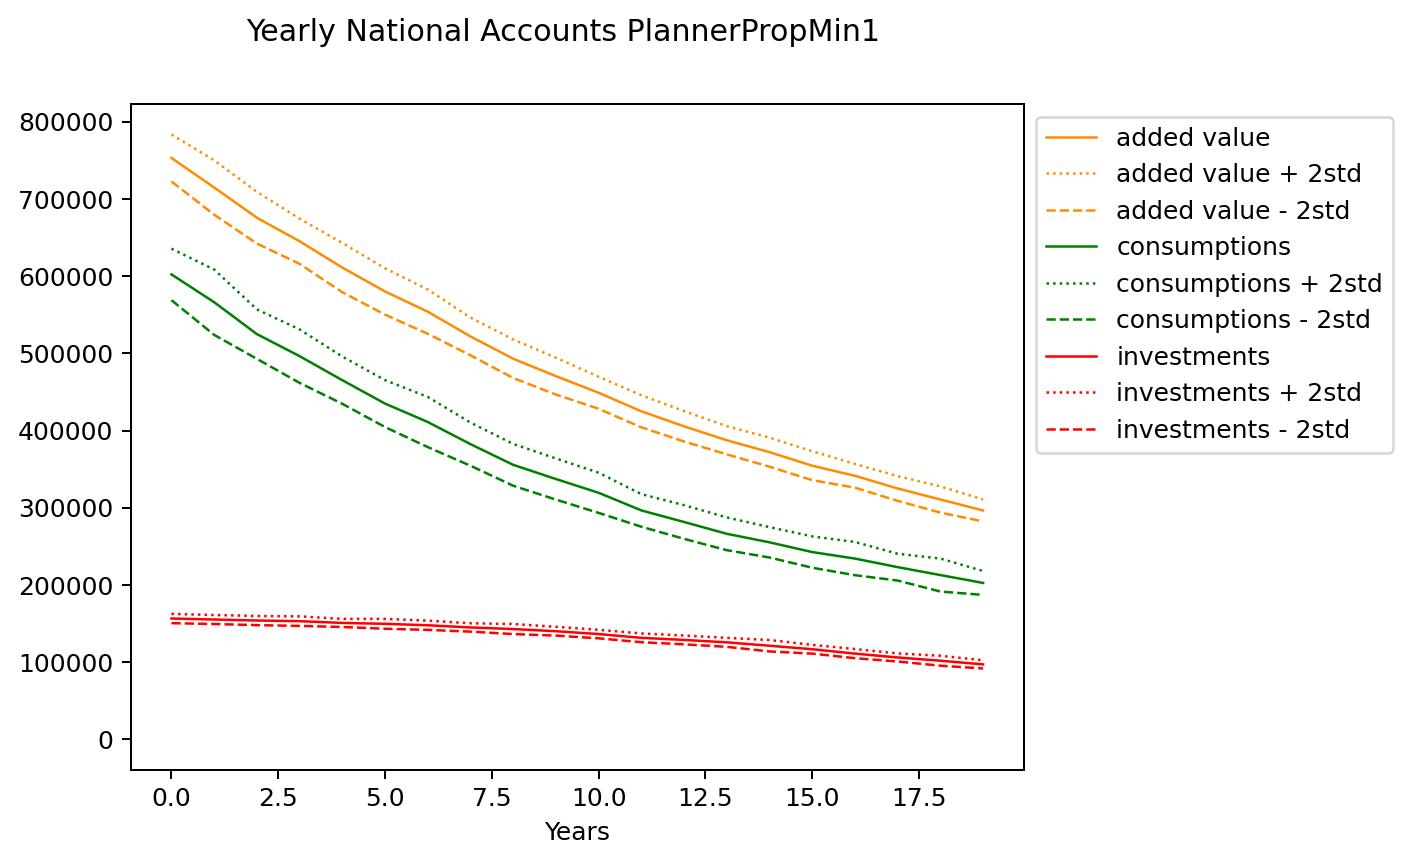 Yearly National Accounts PlannerPropMin1
800000
700000
600000
500000
400000
300000
200000
100000
0
0.0 2.5 5.0 7.5 10.0 12.5 15.0 17.5
Years
added value
added value + 2std
added value - 2std
consumptions
consumptions + 2std
consumptions - 2std
investments
investments + 2std
investments - 2std